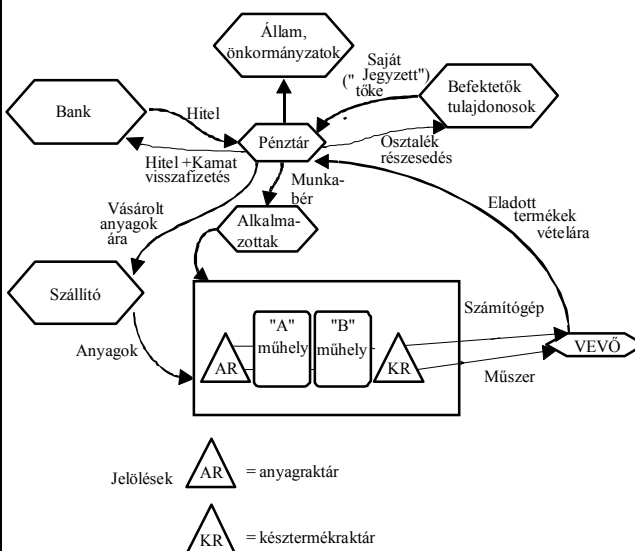 Állam,
önkormányzatok
Saját
(" Jegyzett")
tőke
Befektetők
tulajdonosok
Bank
Hitel
Pénztár
Osztalék
részesedés
Hitel +Kamat
visszafizetés
Munka-
bér
Vásárolt
anyagok
ára
Alkalma-
zottak
Eladott
termékek
vételára
Szállító
Számítógép
"A"
műhely
"B"
műhely
Anyagok
AR
KR
VEVŐ
Műszer
Jelölések
AR
= anyagraktár
KR
= késztermékraktár